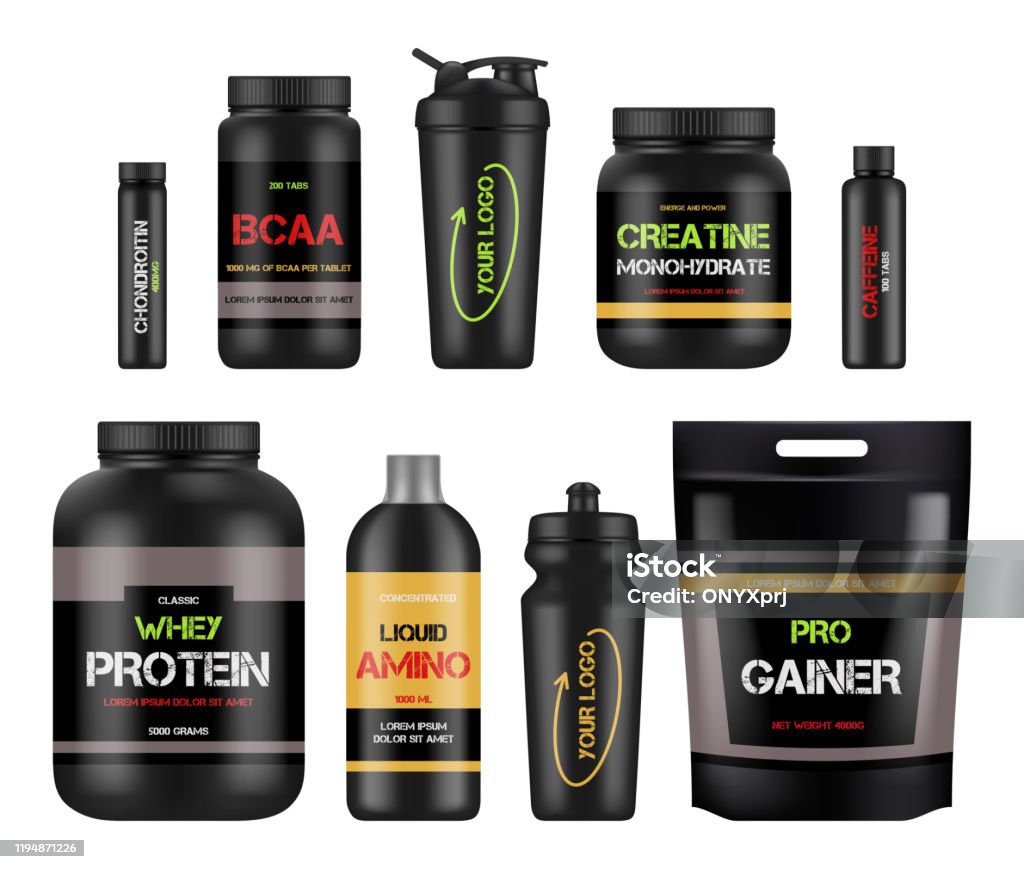 CHONDROITIN
400MG
200 TABS
BCAA
1000 MG OF BCAA PER TABLET
LOREM IPSUM DOLOR SIT AMET
YOUR LOGO
ENERGE AND POWER
CREATINE
MONOHYDRATE
LOREM IPSUM DOLOR SIT AMET
CAFFEINE
100 TABS
CLASSIC
WHEY
PROTEIN
LOREM IPSUM DOLOR SIT AMET
5000 GRAMS
CONCENTRATED
LIQUID
AMINO
1000 ML
LOREM IPSUM
DOLOR SIT AMET
YOUR LOGO
iStock™
ONYXprj
LOREM IPSUM DOLOR SIT AMET
PRO
GAINER
NET WEIGHT 4000G
1194871226